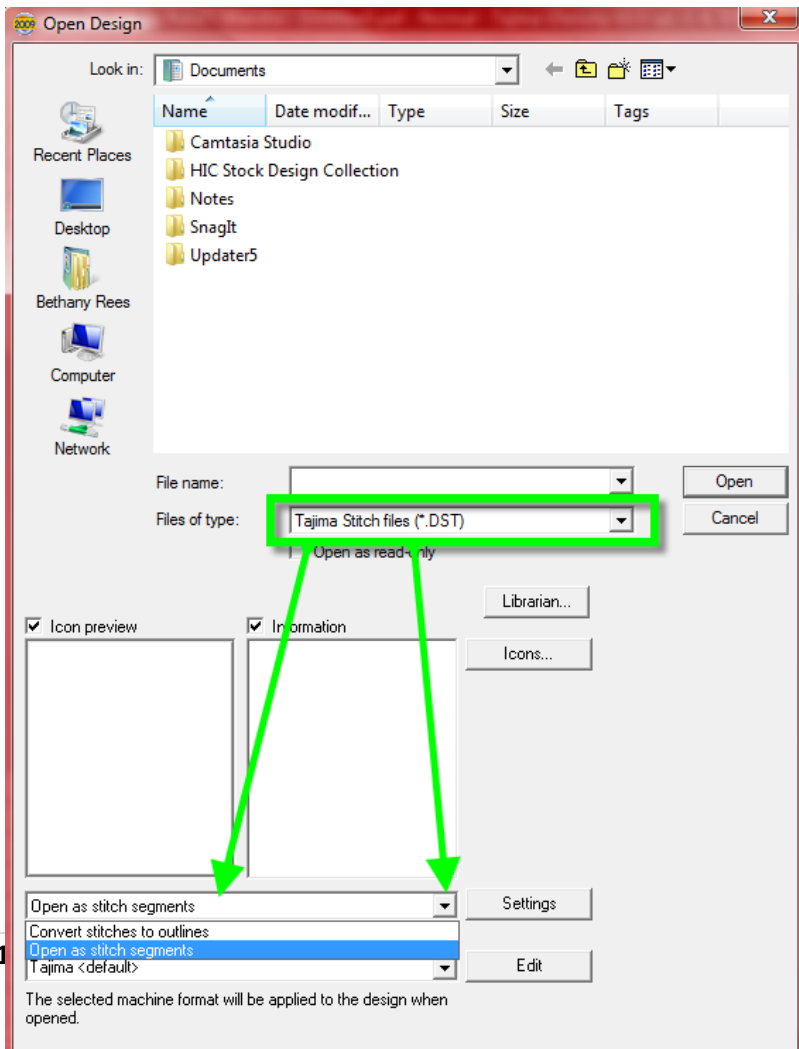 2009 Open Design
Look in: Documents
Name Date modif... Type Size Tags
Recent Places
Desktop
Bethany Rees
Computer
Network
Camtasia Studio
HIC Stock Design Collection
Notes
SnagIt
Updater5
File name: Open
Files of type: Tajima Stitch files (*.DST) Cancel
Open as read-only
Librarian...
Icon preview Information
Icons...
Open as stitch segments Settings
Convert stitches to outlines
Open as stitch segments
1
Tajima <default> Edit
The selected machine format will be applied to the design when
opened.